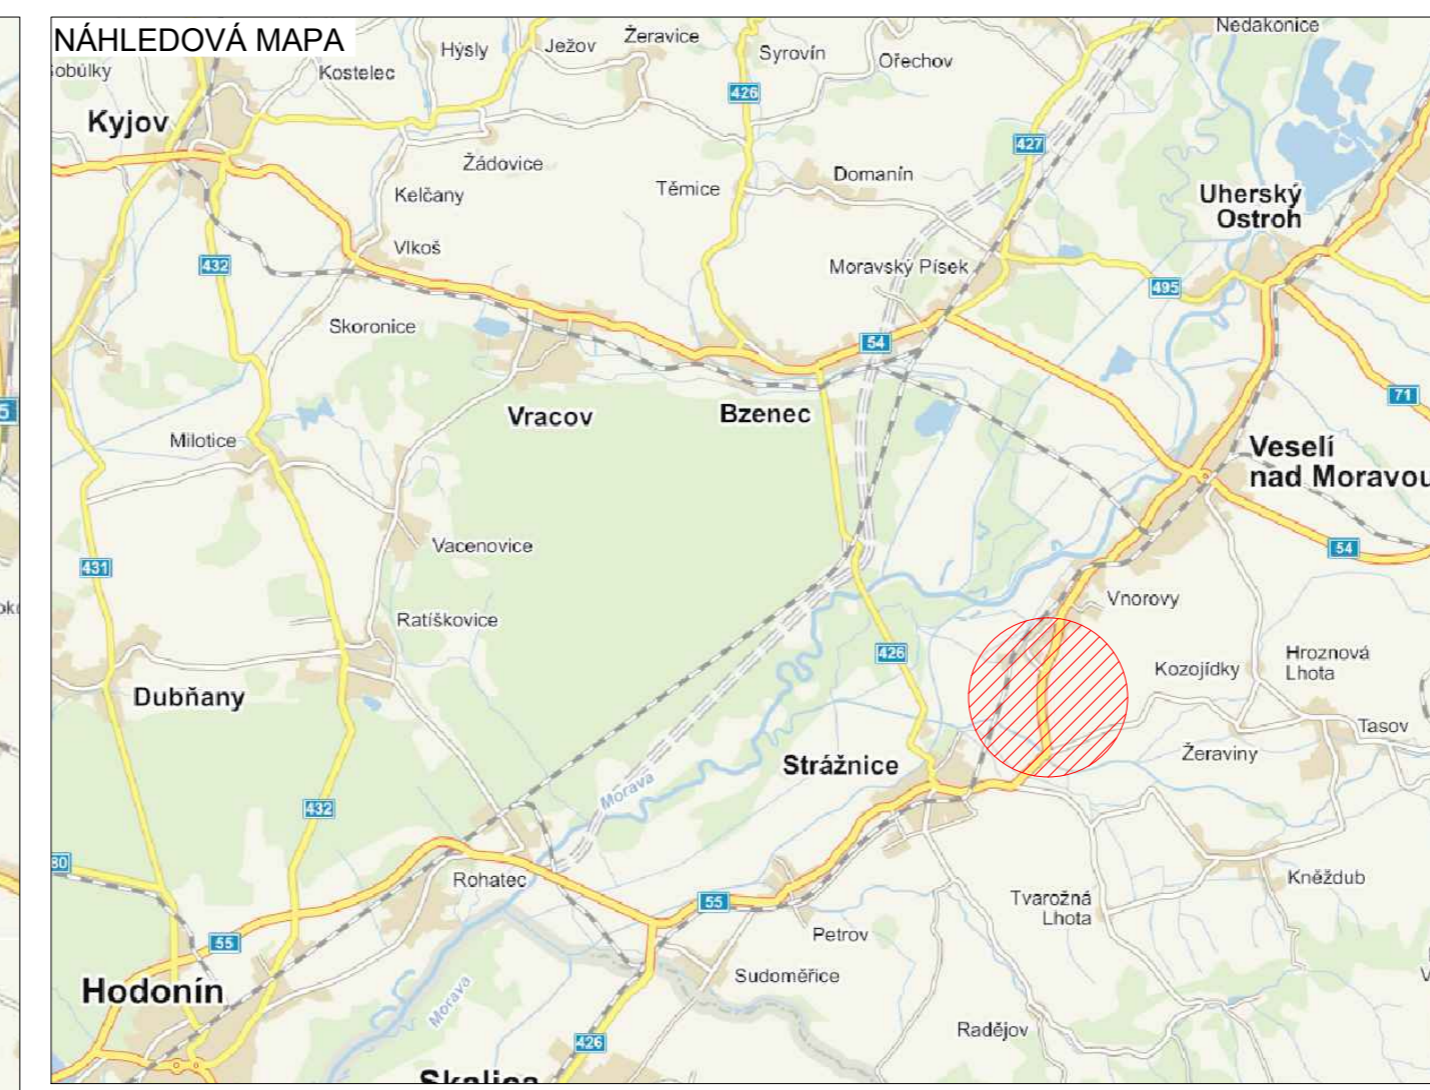 NÁHLEDOVÁ MAPA
Hýsly
Ježov
Žeravice
Syrovín
Ořechov
Nedakonice
Kostelec
426
Kyjov
427
Žádovice
Těmice
Domanín
Kelčany
Uherský
Ostroh
Vlkoš
432
Moravský Písek
495
Skoronice
54
71
5
Vracov
Bzenec
Milotice
Veselí
nad Moravou
Vacenovice
54
431
Vnorovy
Ratíškovice
426
Hroznová
Lhota
Kozojídky
Dubňany
Tasov
Žeraviny
Strážnice
Morava
432
80
Rohatec
Kněždub
55
Tvarožná
Lhota
Petrov
55
Sudoměřice
Hodonín
Morava
Radějov
426
Skalica